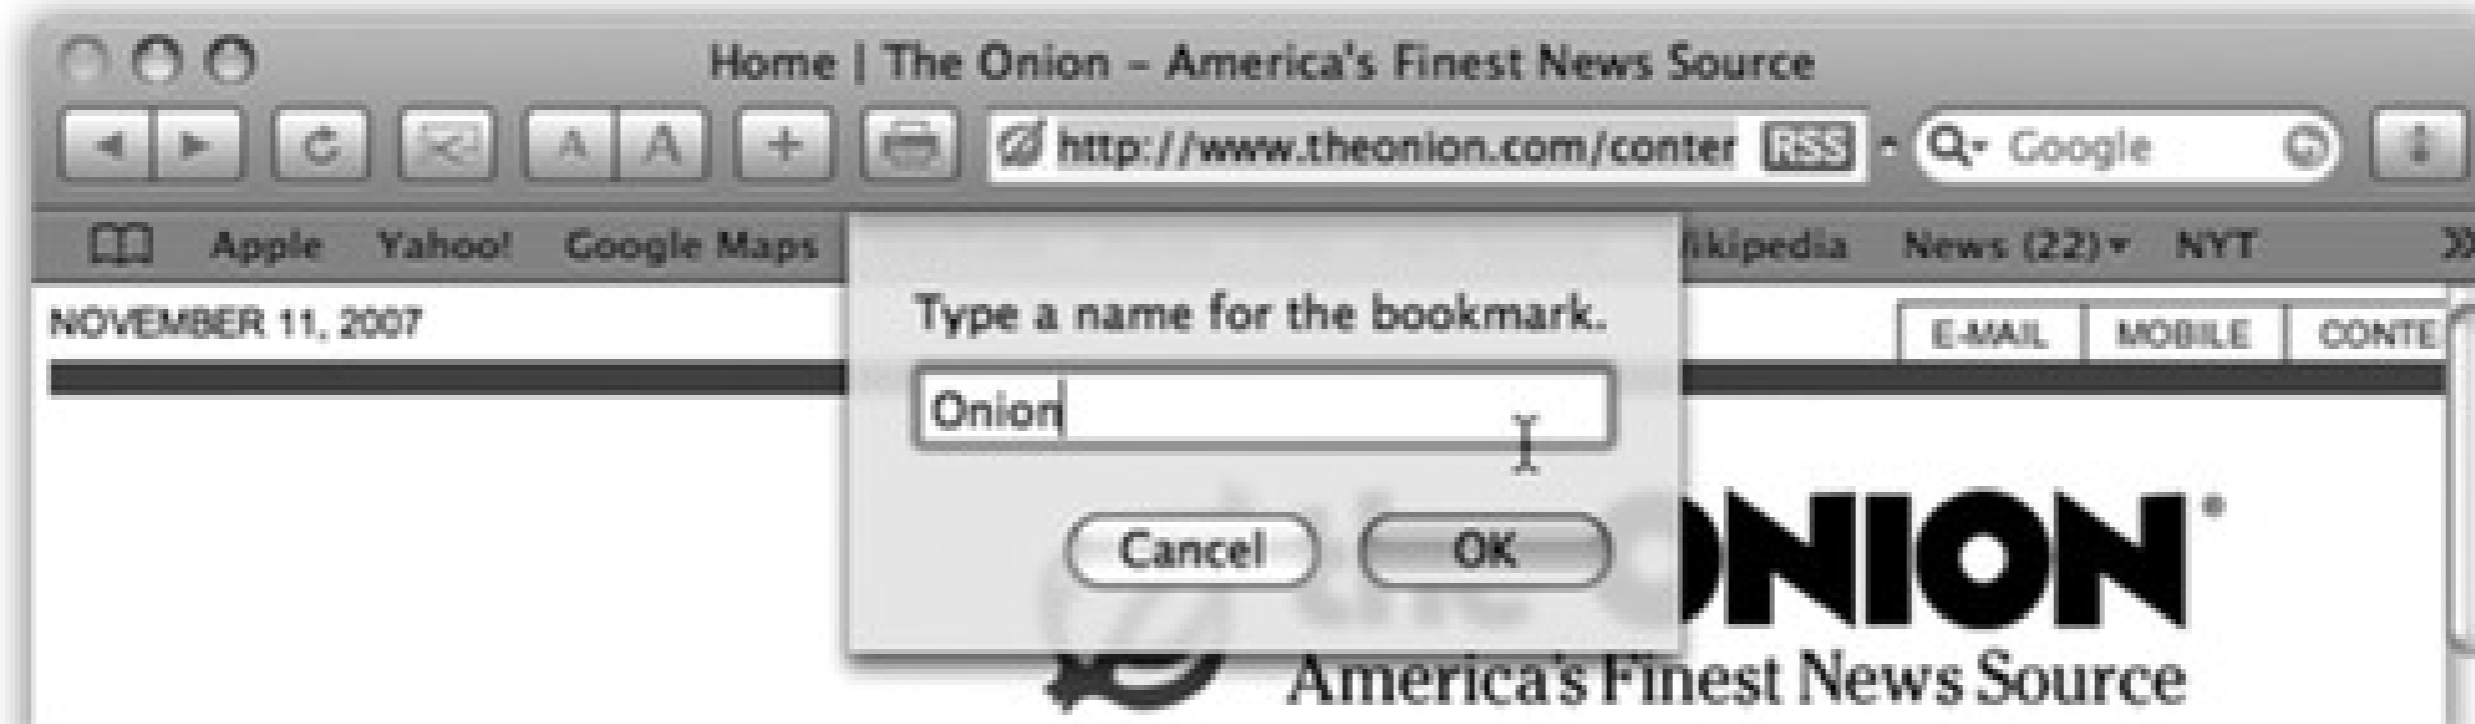 Home | The Onion – America's Finest News Source
A A + http://www.theonion.com/conter RSS Google
Apple Yahoo! Google Maps ikipedia News (22) NYT
NOVEMBER 11, 2007
E-MAIL MOBILE CONTE
Type a name for the bookmark.
Onion
Cancel OK
the ONION®
America's Finest News Source